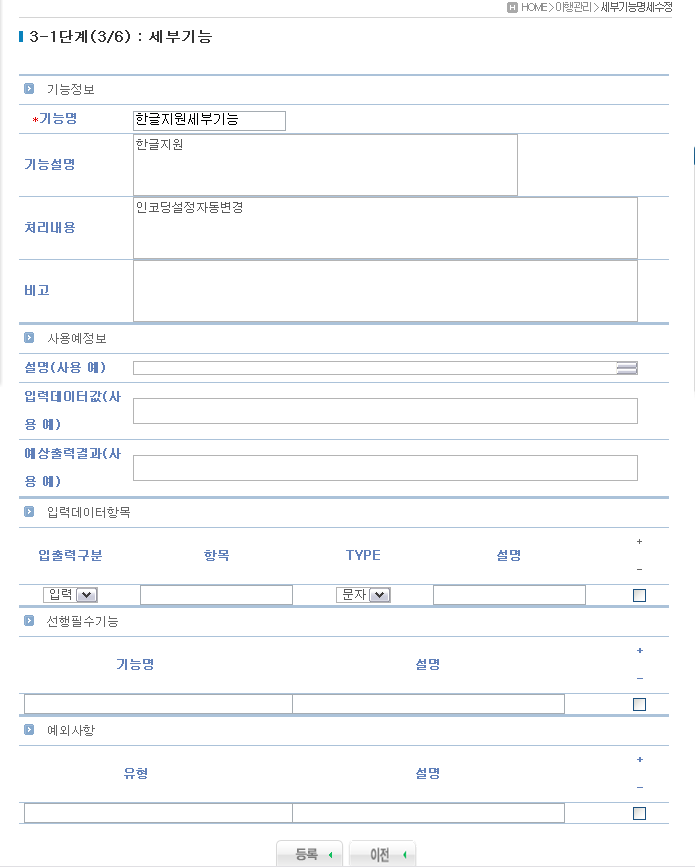 H HOME > 이행관리 > 세부기능명세수정
3-1단계(3/6) : 세부기능
기능정보
*기능명 한글지원세부기능
기능설명 한글지원
처리내용 인코딩설정자동변경
비고
사용예정보
설명(사용 예)
입력데이터값(사
용 예)
예상출력결과(사
용 예)
입력데이터항목
+
입출력구분 항목 TYPE 설명
-
입력 문자
선행필수기능
+
기능명 설명
-
예외사항
+
유형 설명
-
등록 이전